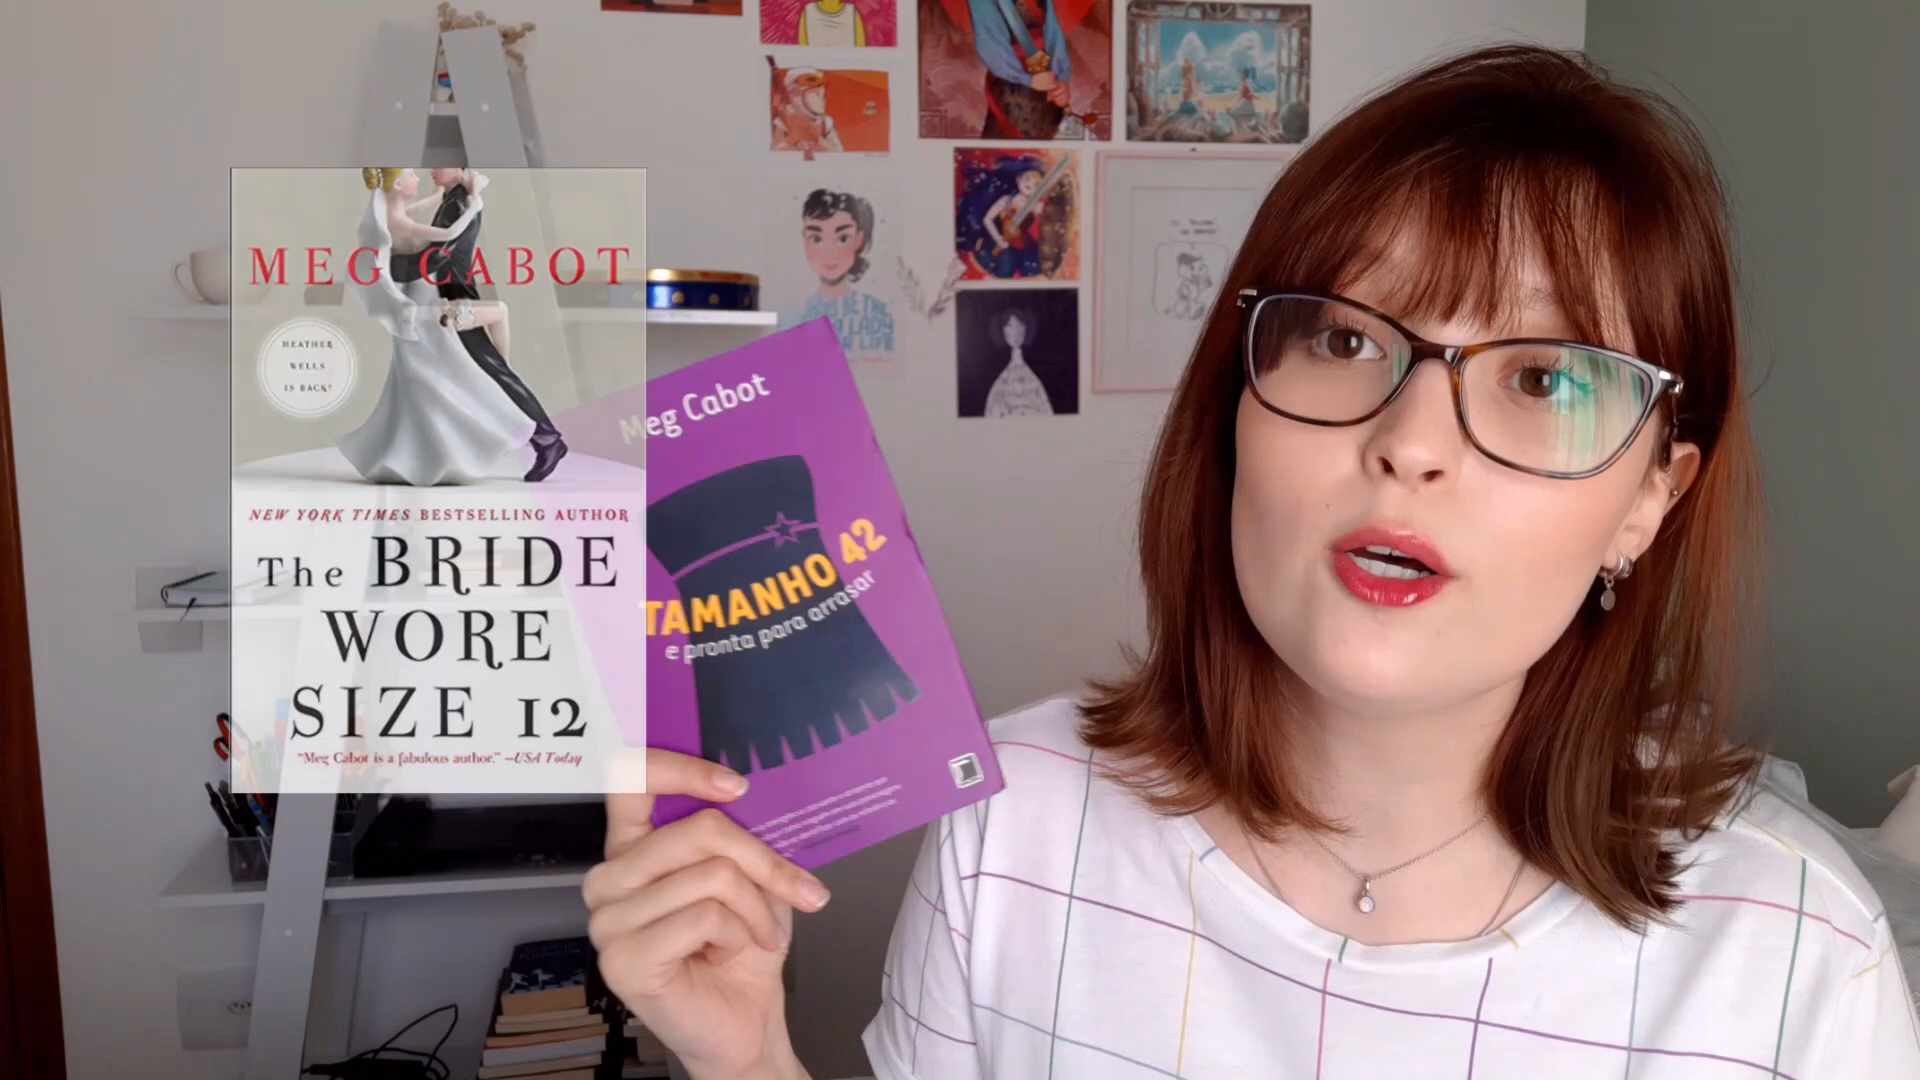 MEG CABOT
HEATHER
WELLS
IS BACK!
NEW YORK TIMES BESTSELLING AUTHOR
The BRIDE
WORE
SIZE 12
"Meg Cabot is a fabulous author." —USA Today
Meg Cabot
TAMANHO 42
e pronta para arrasar